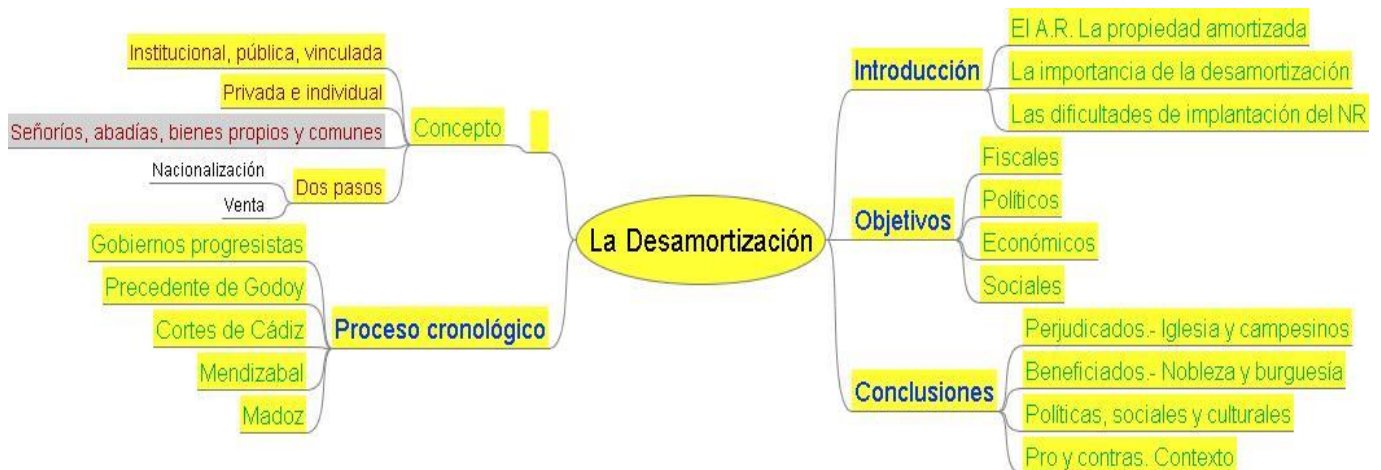 La Desamortización
Introducción
El A.R. La propiedad amortizada
La importancia de la desamortización
Las dificultades de implantación del NR
Objetivos
Fiscales
Políticos
Económicos
Sociales
Conclusiones
Perjudicados.- Iglesia y campesinos
Beneficiados.- Nobleza y burguesía
Políticas, sociales y culturales
Pro y contras. Contexto
Concepto
Institucional, pública, vinculada
Privada e individual
Señoríos, abadías, bienes propios y comunes
Dos pasos
Nacionalización
Venta
Proceso cronológico
Gobiernos progresistas
Precedente de Godoy
Cortes de Cádiz
Mendizabal
Madoz